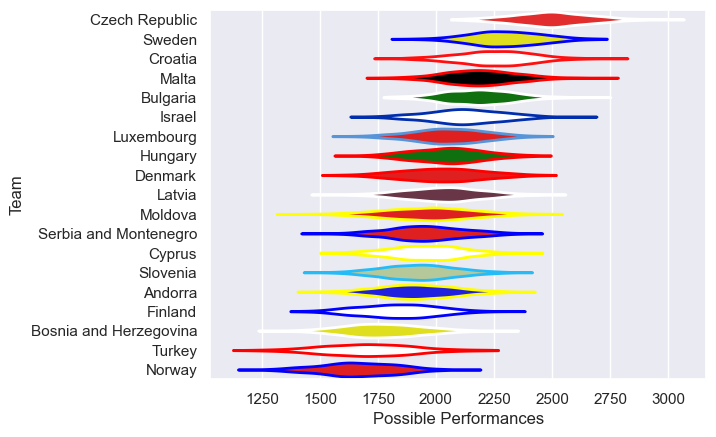 Czech Republic
Sweden
Croatia
Malta
Bulgaria
Israel
Luxembourg
Hungary
Denmark
Latvia
Moldova
Serbia and Montenegro
Cyprus
Slovenia
Andorra
Finland
Bosnia and Herzegovina
Turkey
Norway
Team
1250 1500 1750 2000 2250 2500 2750 3000
Possible Performances